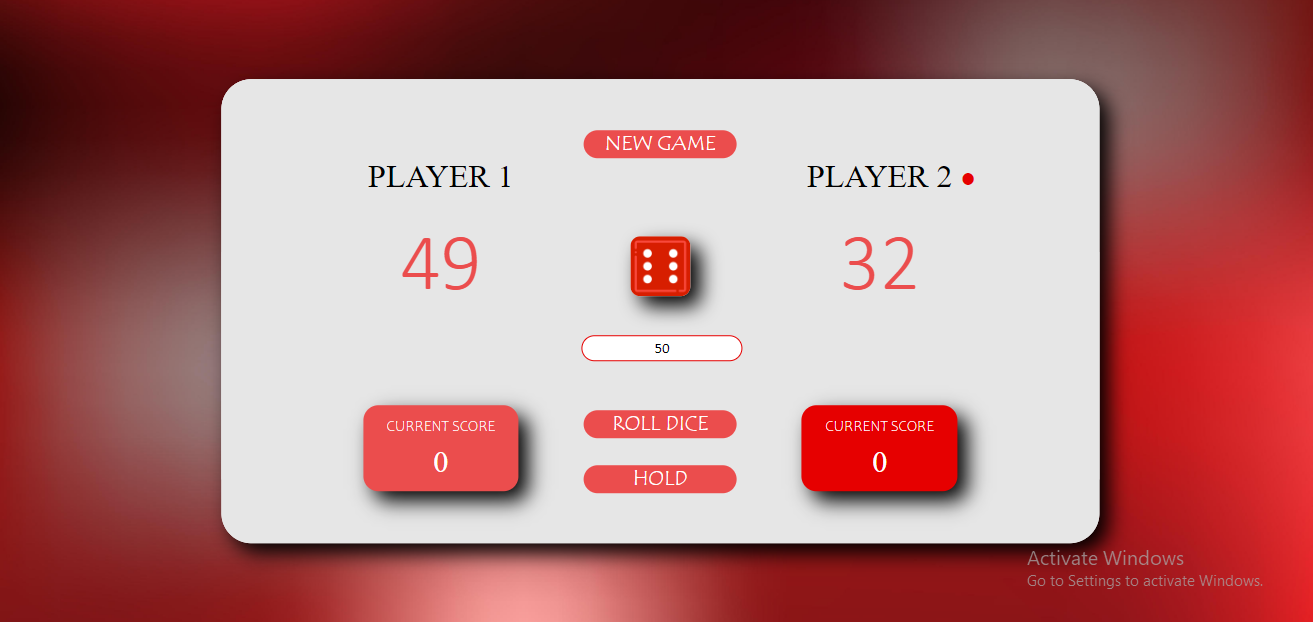 NEW GAME
PLAYER 1
PLAYER 2
49
32
50
CURRENT SCORE
0
ROLL DICE
HOLD
CURRENT SCORE
0
Activate Windows
Go to Settings to activate Windows.